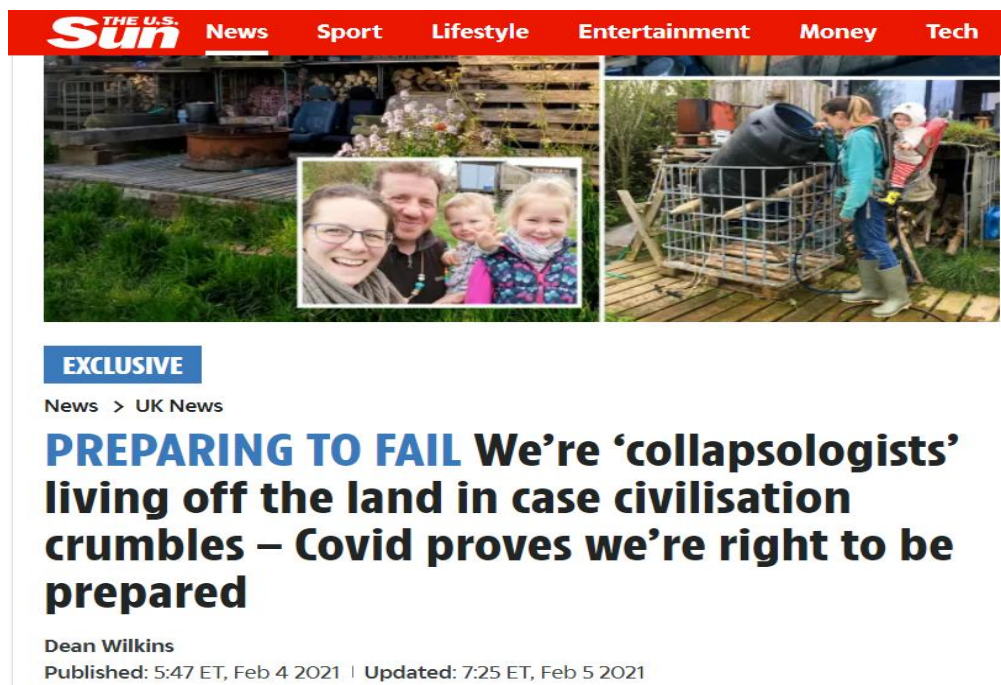 THE U.S.
Sun News Sport Lifestyle Entertainment Money Tech
EXCLUSIVE
News > UK News
PREPARING TO FAIL We’re ‘collapsologists’
living off the land in case civilisation
crumbles – Covid proves we’re right to be
prepared
Dean Wilkins
Published: 5:47 ET, Feb 4 2021 | Updated: 7:25 ET, Feb 5 2021